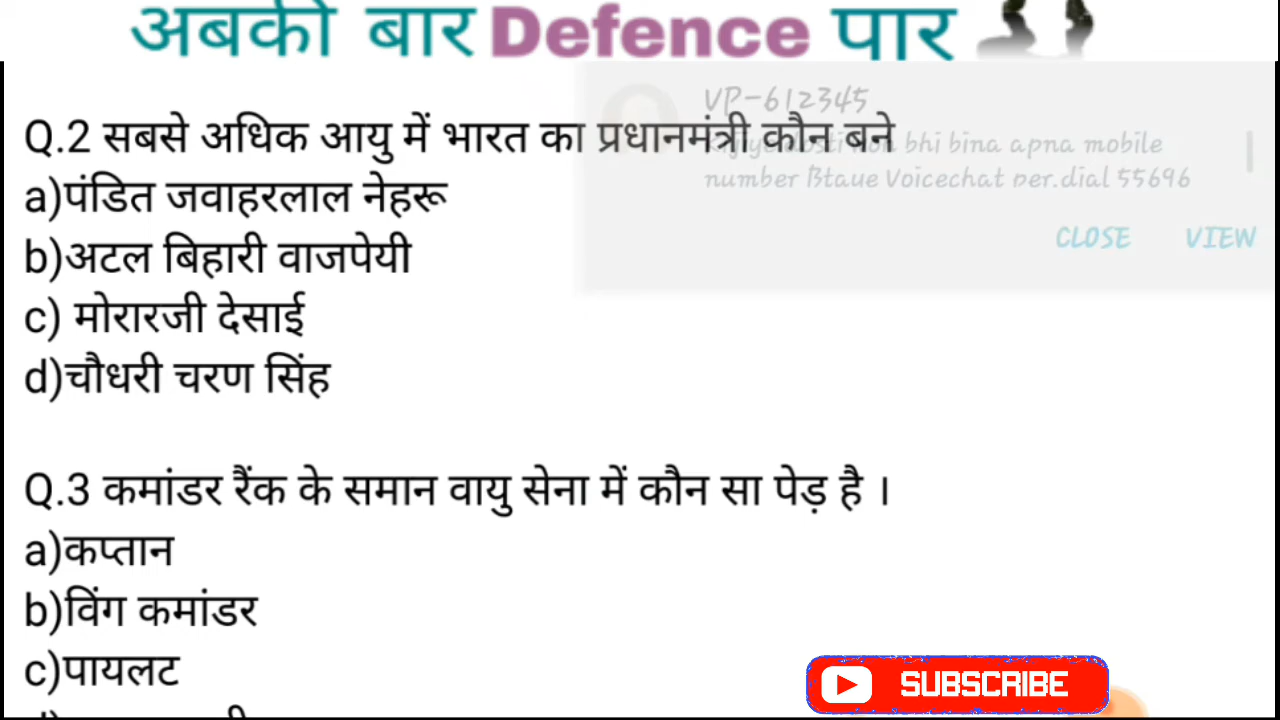 अबकी बार Defence पार
VP-612345
Q.2 सबसे अधिक आयु में भारत का प्रधानमंत्री कौन बने
bhi bina apna mobile
number Btaue Voicechat per.dial 55696
a)पंडित जवाहरलाल नेहरू
CLOSE VIEW
b)अटल बिहारी वाजपेयी
c) मोरारजी देसाई
d)चौधरी चरण सिंह
Q.3 कमांडर रैंक के समान वायु सेना में कौन सा पेड़ है ।
a)कप्तान
b)विंग कमांडर
c)पायलट
SUBSCRIBE